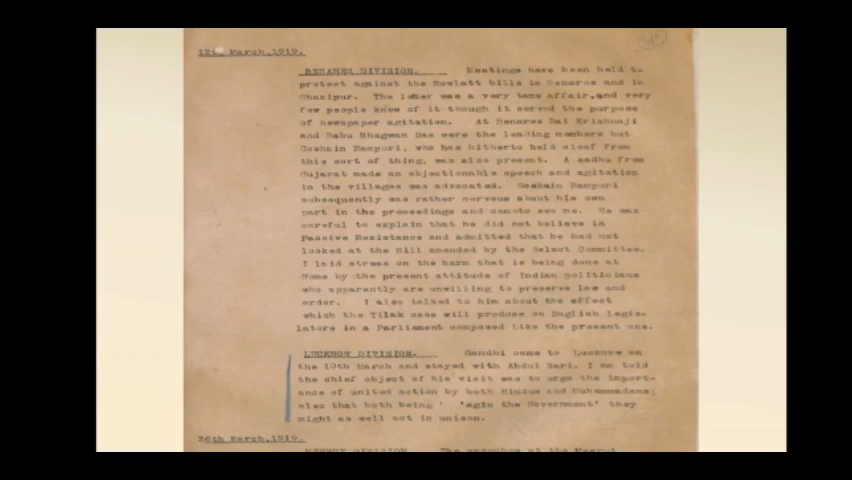 12th March, 1919.
BENARES DIVISION. Meetings have been held to
protest against the Rowlatt bills in Benares and in
Ghazipur. The latter was a very tame affair, and very
few people knew of it though it served the purpose
of newspaper agitation. At Benares Rai Krishnaji
and Babu Bhagwan Das were the leading members but
Goshain Rampuri, who has hitherto held aloof from
this sort of thing, was also present. A sadhu from
Gujarat made an objectionable speech and agitation
in the villages was advocated. Goshain Rampuri
subsequently was rather nervous about his own
part in the proceedings and came to see me. He was
careful to explain that he did not believe in
Passive Resistance and admitted that he had not
looked at the Bill amended by the Select Committee.
I laid stress on the harm that is being done at
Home by the present attitude of Indian politicians
who apparently are unwilling to preserve law and
order. I also talked to him about the effect
which the Tilak case will produce on English legis-
lators in a Parliament composed like the present one.
LUCKNOW DIVISION. Gandhi came to Lucknow on
the 10th March and stayed with Abdul Bari. I am told
the chief object of his visit was to urge the import-
ance of united action by both Hindus and Muhammadans;
also that both being ' 'agin the Government' they
might as well act in unison.
26th March, 1919.
DIVISION The speeches at the Meerut